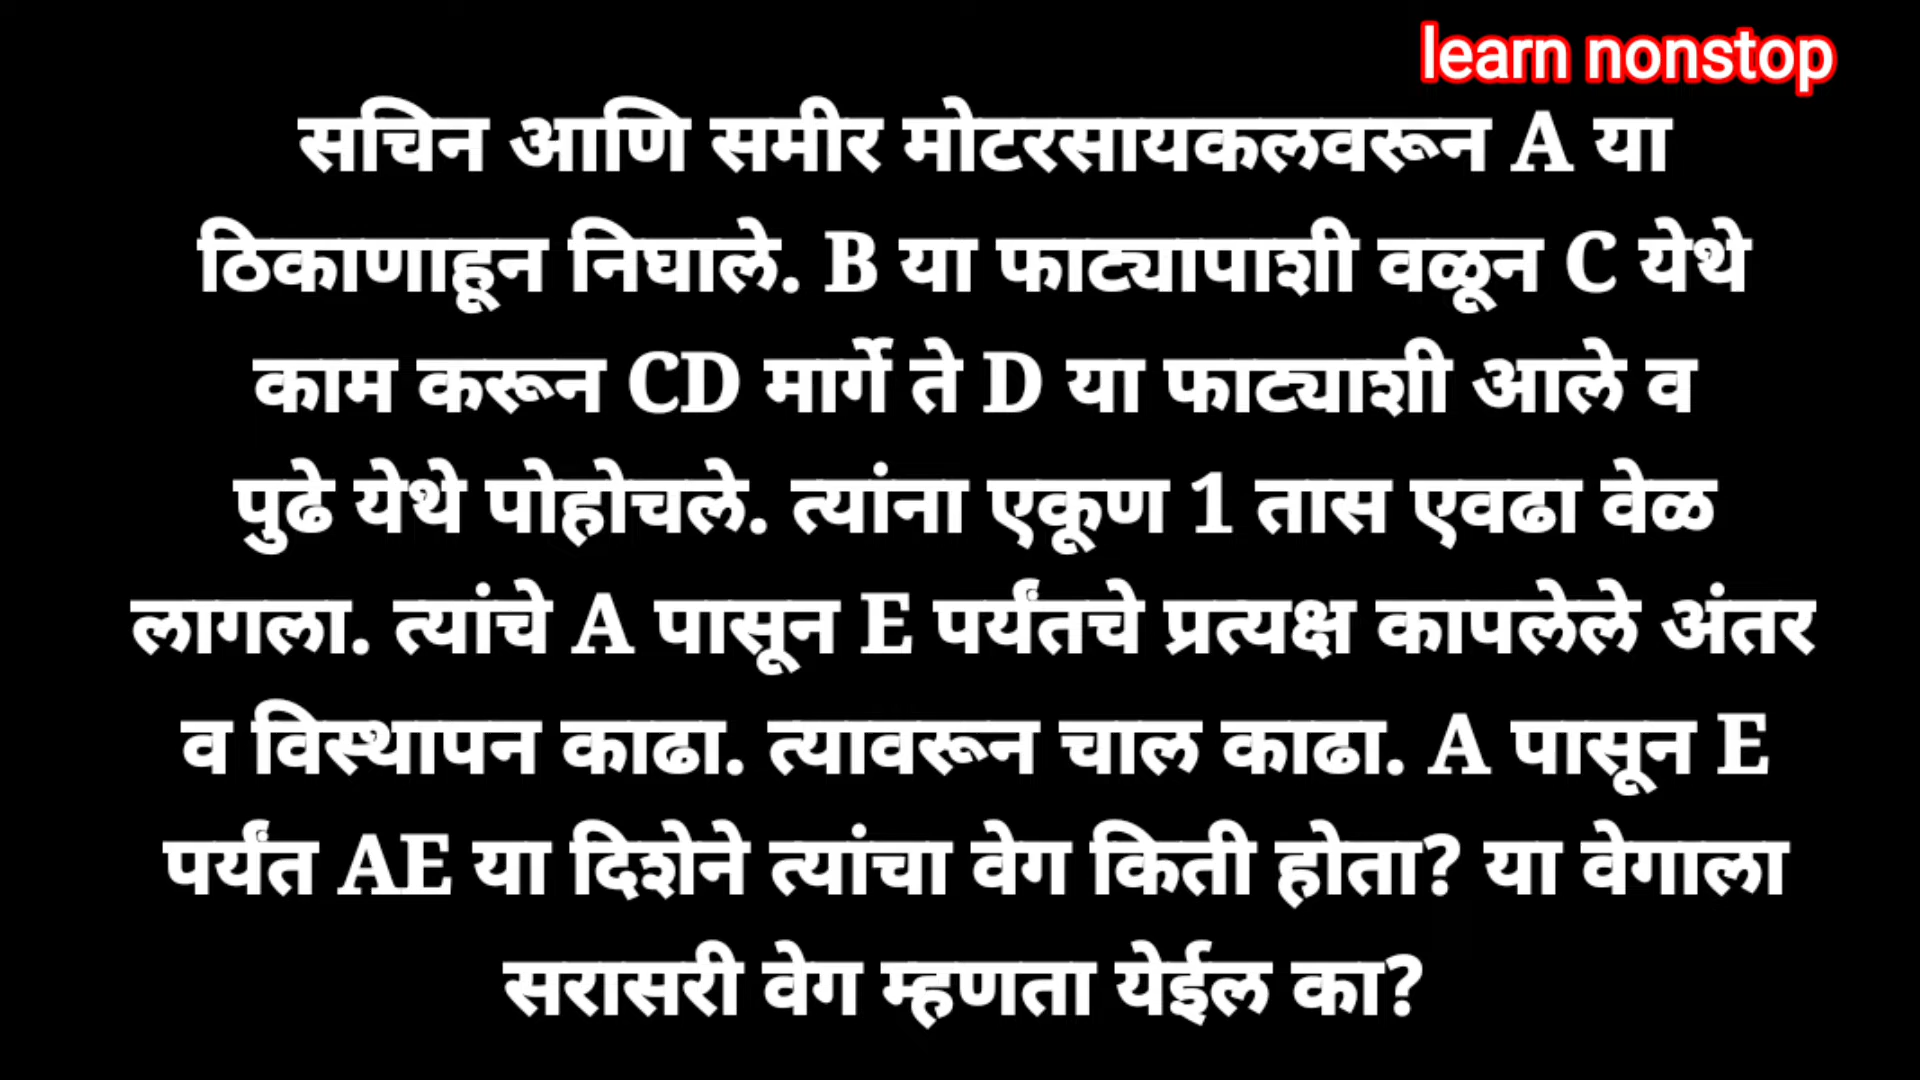 learn nonstop
सचिन आणि समीर मोटरसायकलवरून A या
ठिकाणाहून निघाले. B या फाट्यापाशी वळून C येथे
काम करून CD मार्गे ते D या फाट्याशी आले व
पुढे येथे पोहोचले. त्यांना एकूण 1 तास एवढा वेळ
लागला. त्यांचे A पासून E पर्यंतचे प्रत्यक्ष कापलेले अंतर
व विस्थापन काढा. त्यावरून चाल काढा. A पासून E
पर्यंत AE या दिशेने त्यांचा वेग किती होता? या वेगाला
सरासरी वेग म्हणता येईल का?